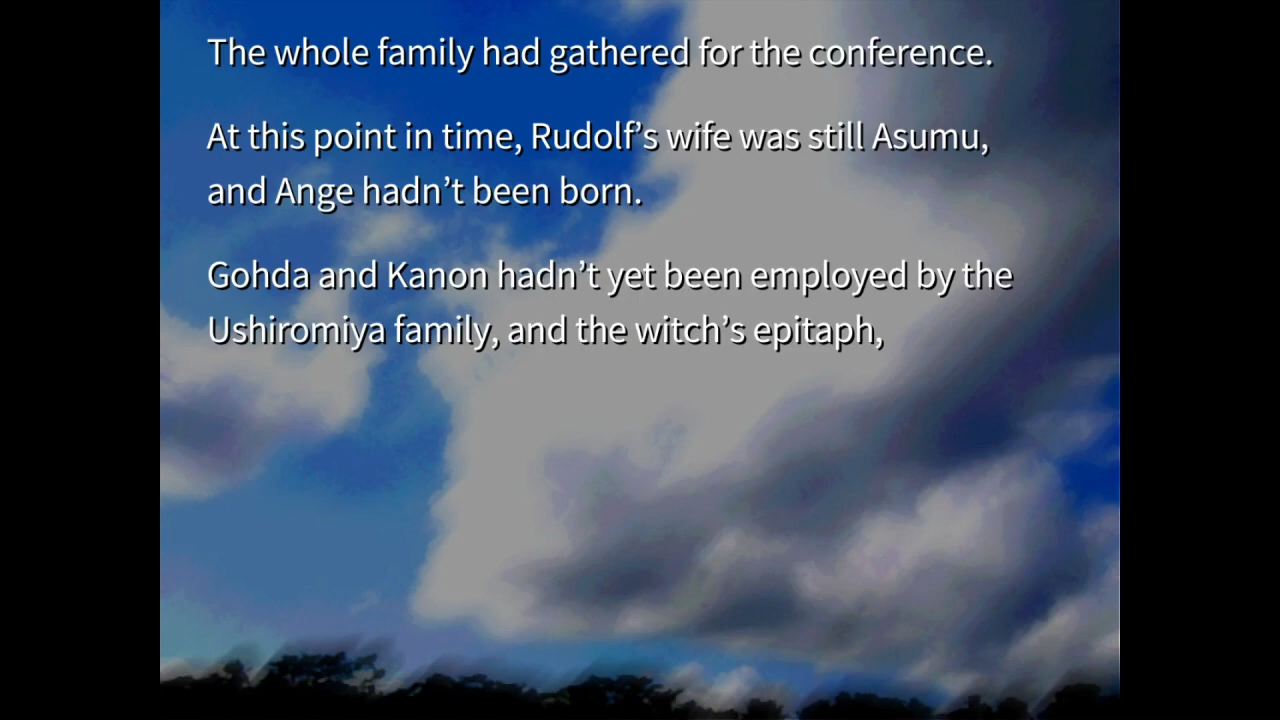 The whole family had gathered for the conference.
At this point in time, Rudolf’s wife was still Asumu,
and Ange hadn’t been born.
Gohda and Kanon hadn’t yet been employed by the
Ushiromiya family, and the witch’s epitaph,